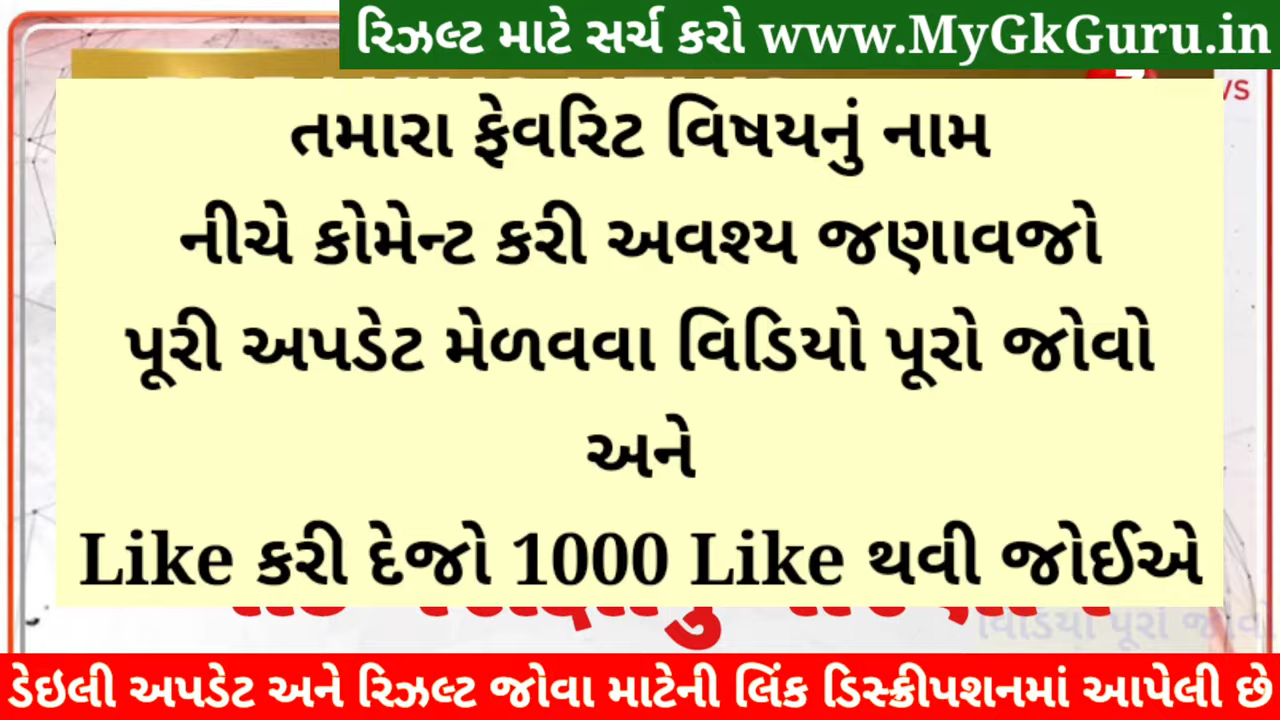 રિઝલ્ટ માટે સર્ચ કરો www.MyGkGuru.in
તમારા ફેવરિટ વિષયનું નામ
નીચે કોમેન્ટ કરી અવશ્ય જણાવજો
પૂરી અપડેટ મેળવવા વિડિયો પૂરો જોવો
અને
Like કરી દેજો 1000 Like થવી જોઈએ
વિડિયો પૂરો જોવો
ડેઇલી અપડેટ અને રિઝલ્ટ જોવા માટેની લિંક ડિસ્ક્રીપશનમાં આપેલી છે